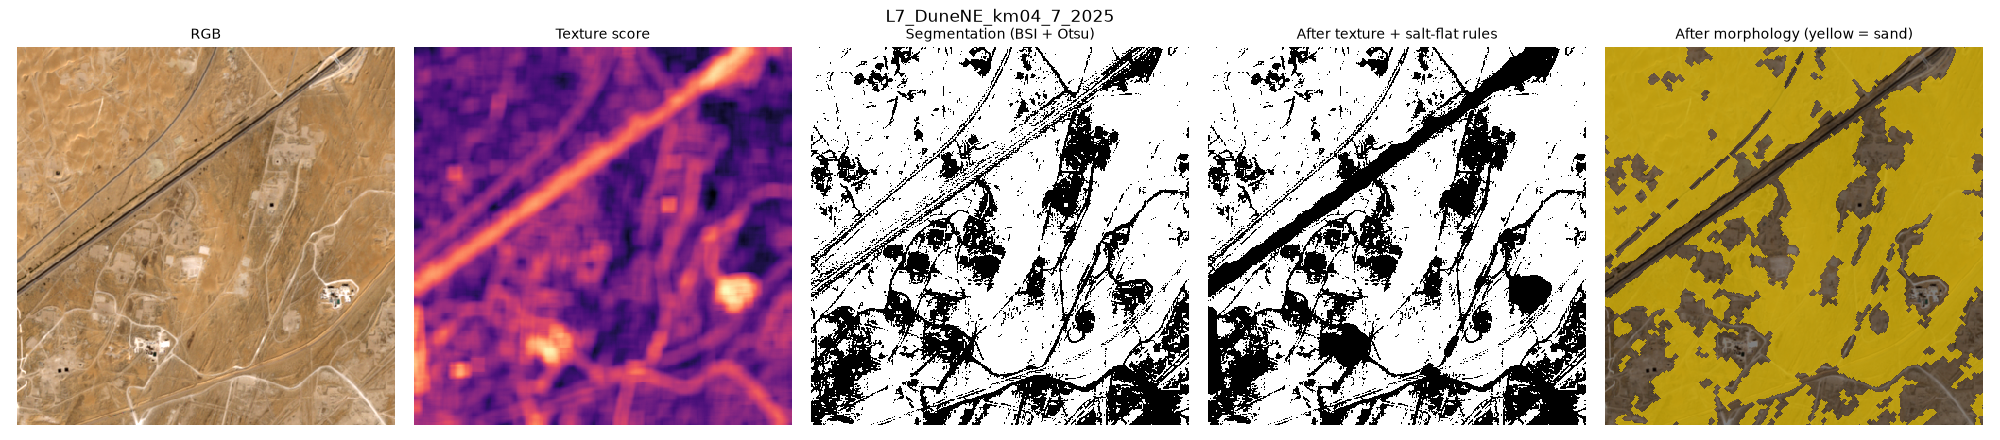 L7_DuneNE_km04_7_2025
RGB
Texture score
Segmentation (BSI + Otsu)
After texture + salt-flat rules
After morphology (yellow = sand)